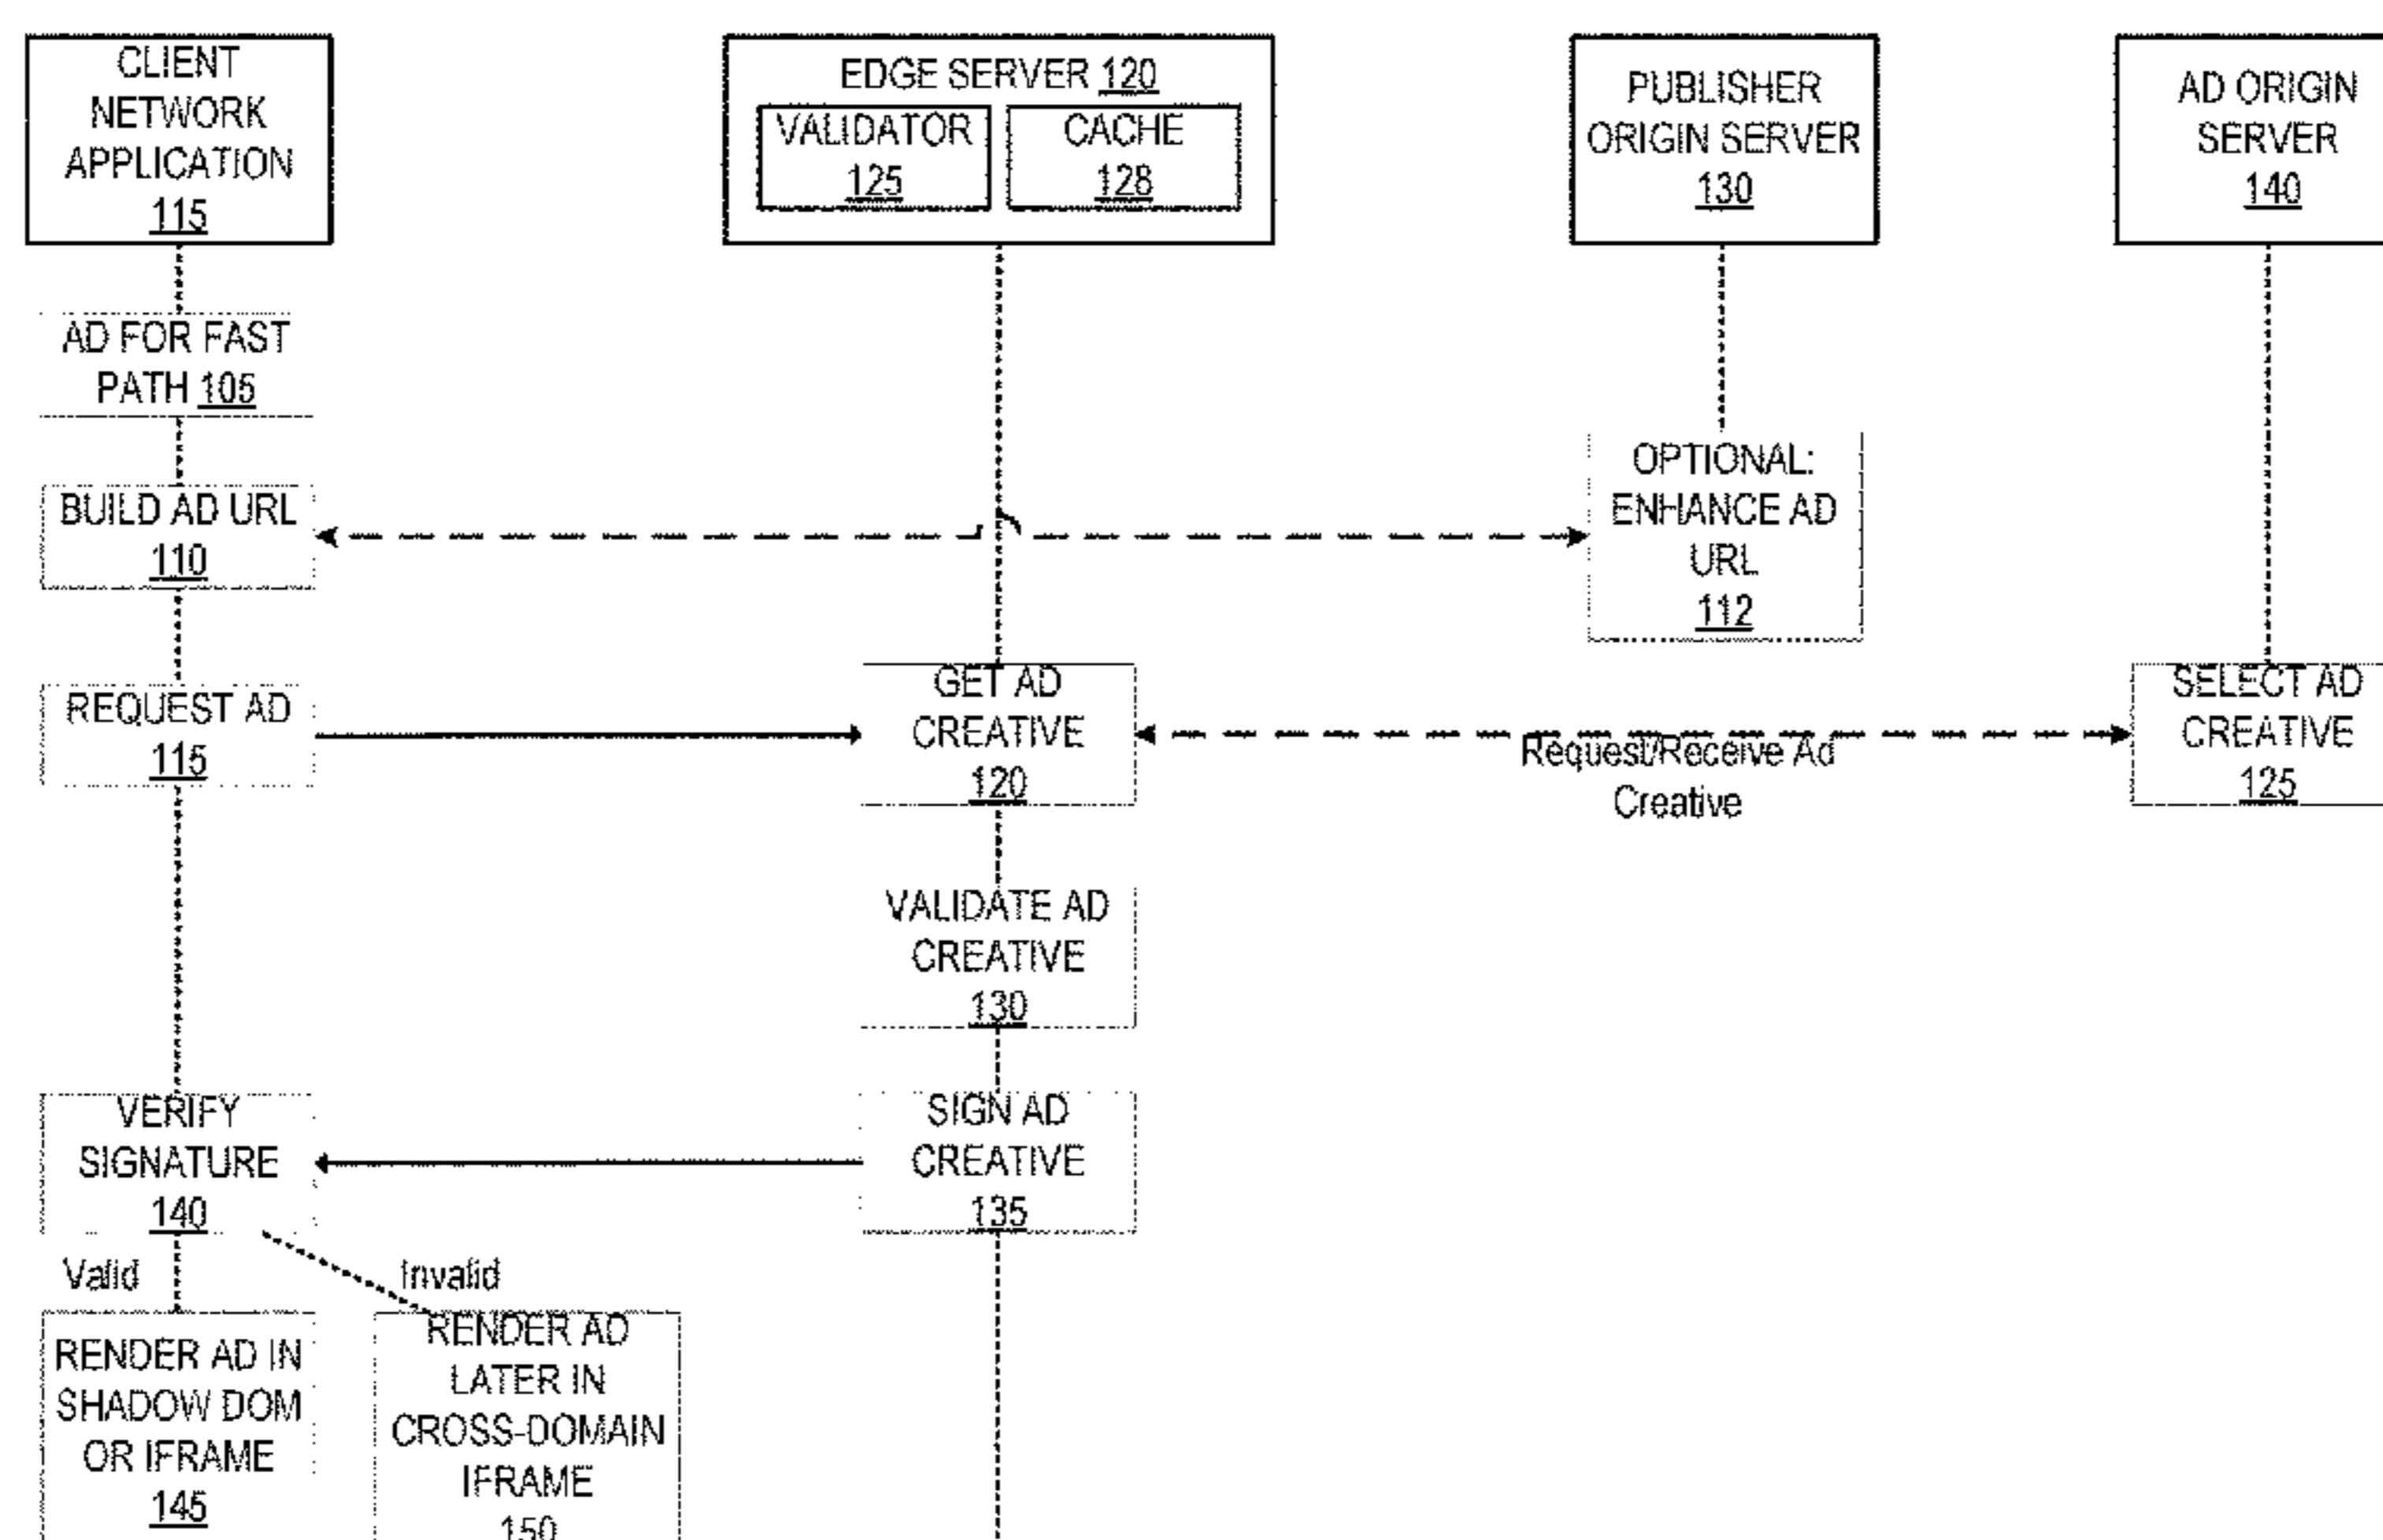 CLIENT
NETWORK
APPLICATION
115
EDGE SERVER 120
VALIDATOR
125
CACHE
128
PUBLISHER
ORIGIN SERVER
130
AD ORIGIN
SERVER
140
AD FOR FAST
PATH 105
BUILD AD URL
110
OPTIONAL:
ENHANCE AD
URL
112
REQUEST AD
115
GET AD
CREATIVE
120
Request/Receive Ad
Creative
SELECT AD
CREATIVE
125
VALIDATE AD
CREATIVE
130
VERIFY
SIGNATURE
140
SIGN AD
CREATIVE
135
Valid
Invalid
RENDER AD IN
SHADOW DOM
OR IFRAME
145
RENDER AD
LATER IN
CROSS-DOMAIN
IFRAME
150